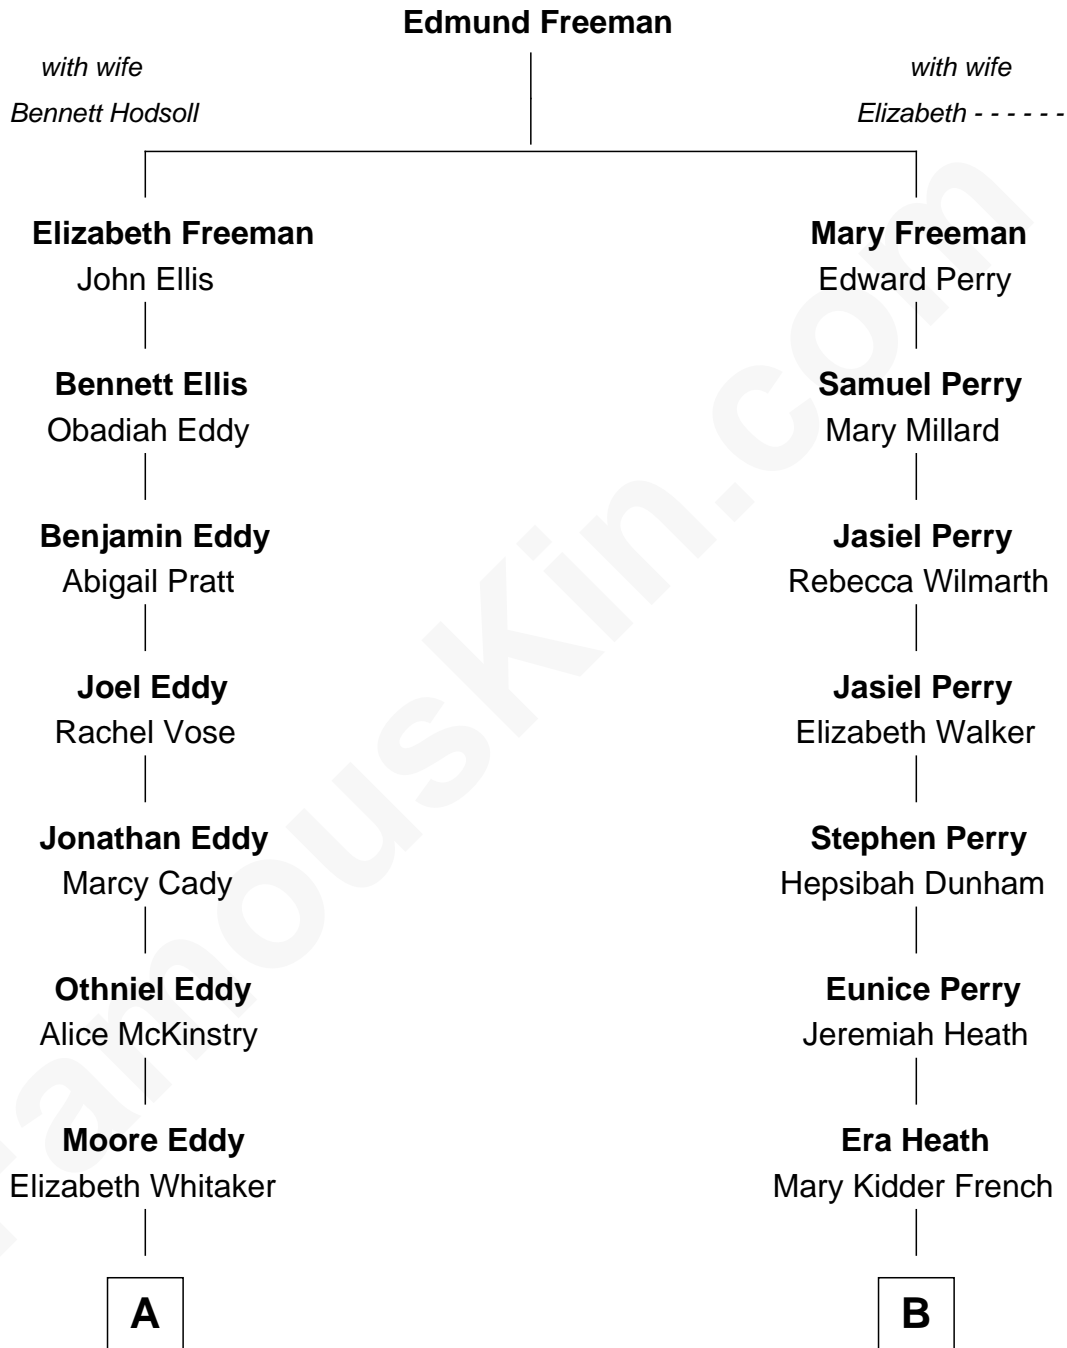 Edmund Freeman
with wife
Bennett Hodsoll
with wife
Elizabeth - - - - - -
Elizabeth Freeman
John Ellis
Mary Freeman
Edward Perry
Bennett Ellis
Obadiah Eddy
Samuel Perry
Mary Millard
Benjamin Eddy
Abigail Pratt
Jasiel Perry
Rebecca Wilmarth
Joel Eddy
Rachel Vose
Jasiel Perry
Elizabeth Walker
Jonathan Eddy
Marcy Cady
Stephen Perry
Hepsibah Dunham
Othniel Eddy
Alice McKinstry
Eunice Perry
Jeremiah Heath
Moore Eddy
Elizabeth Whitaker
Era Heath
Mary Kidder French
A
B
FamousKin.com